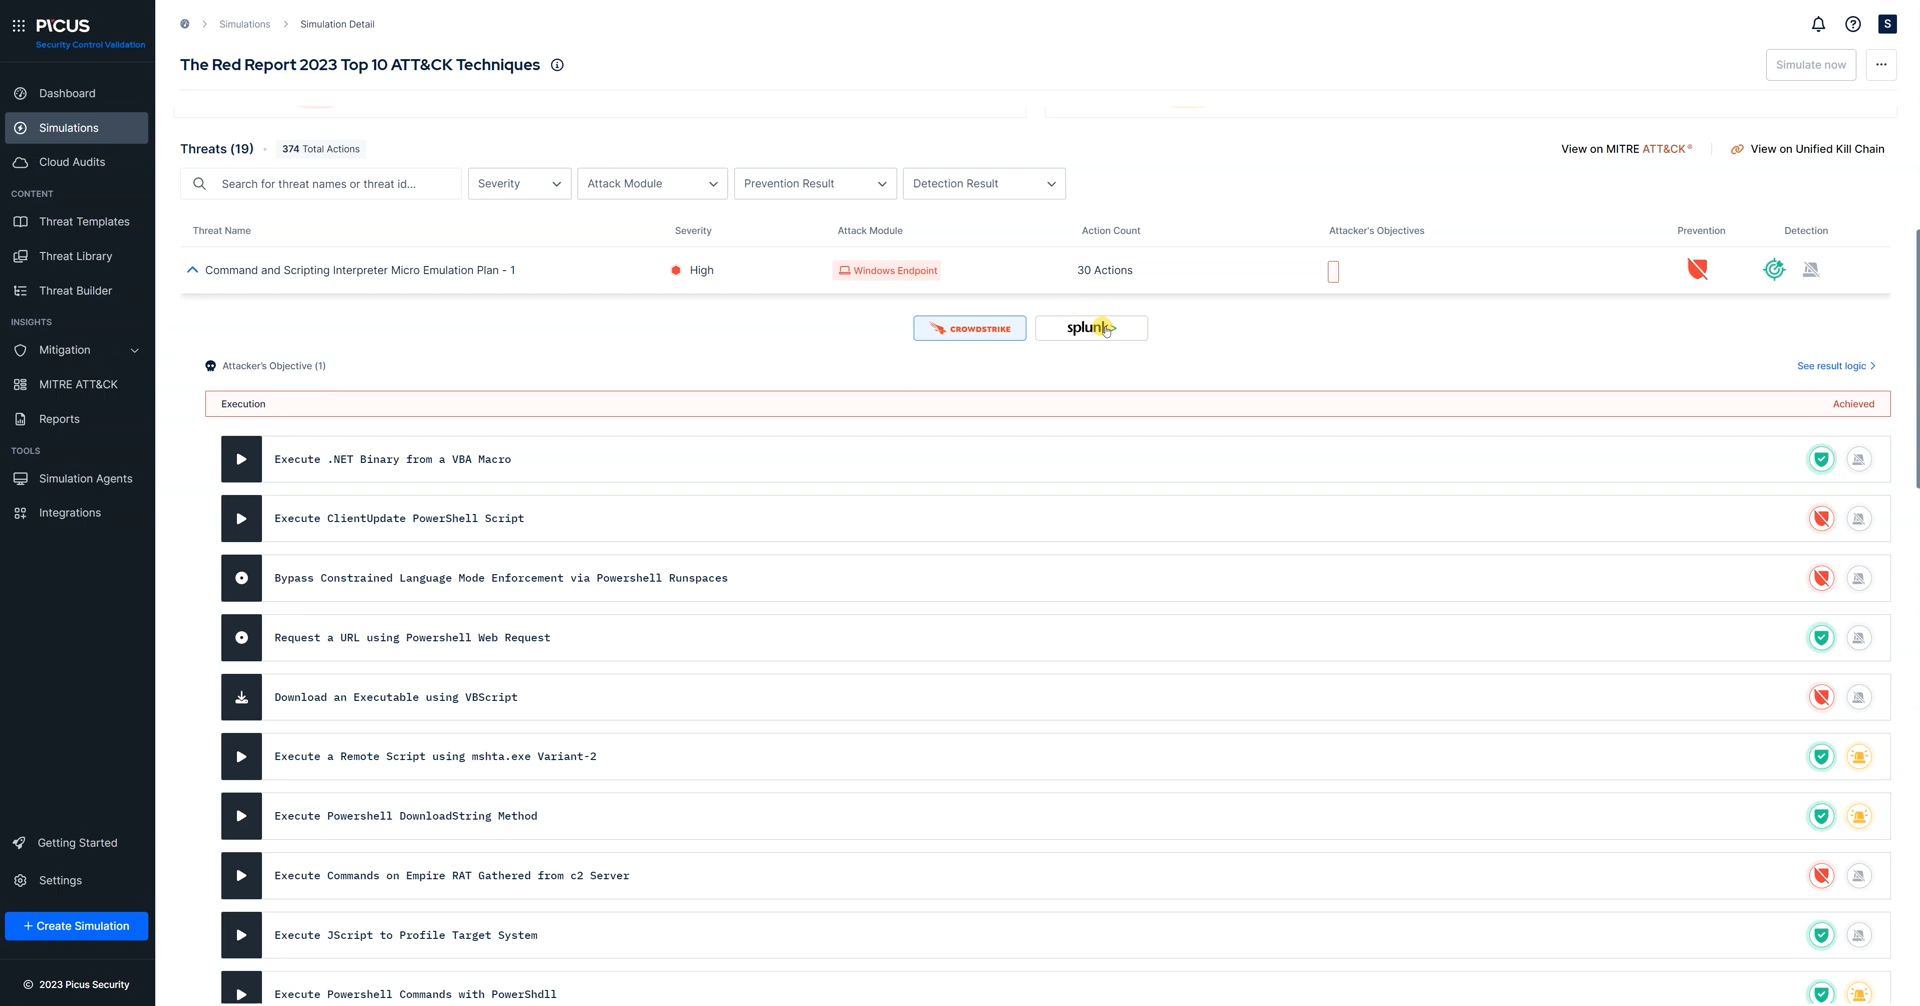 PICUS
Security Control Validation
Dashboard
Simulations
Cloud Audits
CONTENT
Threat Templates
Threat Library
Threat Builder
INSIGHTS
Mitigation
MITRE ATT&CK
Reports
TOOLS
Simulation Agents
Integrations
Getting Started
Settings
+ Create Simulation
© 2023 Picus Security
> Simulations > Simulation Detail
S
The Red Report 2023 Top 10 ATT&CK Techniques
Simulate now
Threats (19) • 374 Total Actions
View on MITRE ATT&CK® View on Unified Kill Chain
Search for threat names or threat id...
Severity
Attack Module
Prevention Result
Detection Result
Threat Name Severity Attack Module Action Count Attacker's Objectives Prevention Detection
Command and Scripting Interpreter Micro Emulation Plan - 1 High Windows Endpoint 30 Actions
CROWDSTRIKE splunk>
Attacker's Objective (1) See result logic >
Execution Achieved
Execute .NET Binary from a VBA Macro
Execute ClientUpdate PowerShell Script
Bypass Constrained Language Mode Enforcement via Powershell Runspaces
Request a URL using Powershell Web Request
Download an Executable using VBScript
Execute a Remote Script using mshta.exe Variant-2
Execute Powershell DownloadString Method
Execute Commands on Empire RAT Gathered from c2 Server
Execute JScript to Profile Target System
Execute Powershell Commands with PowerShdll